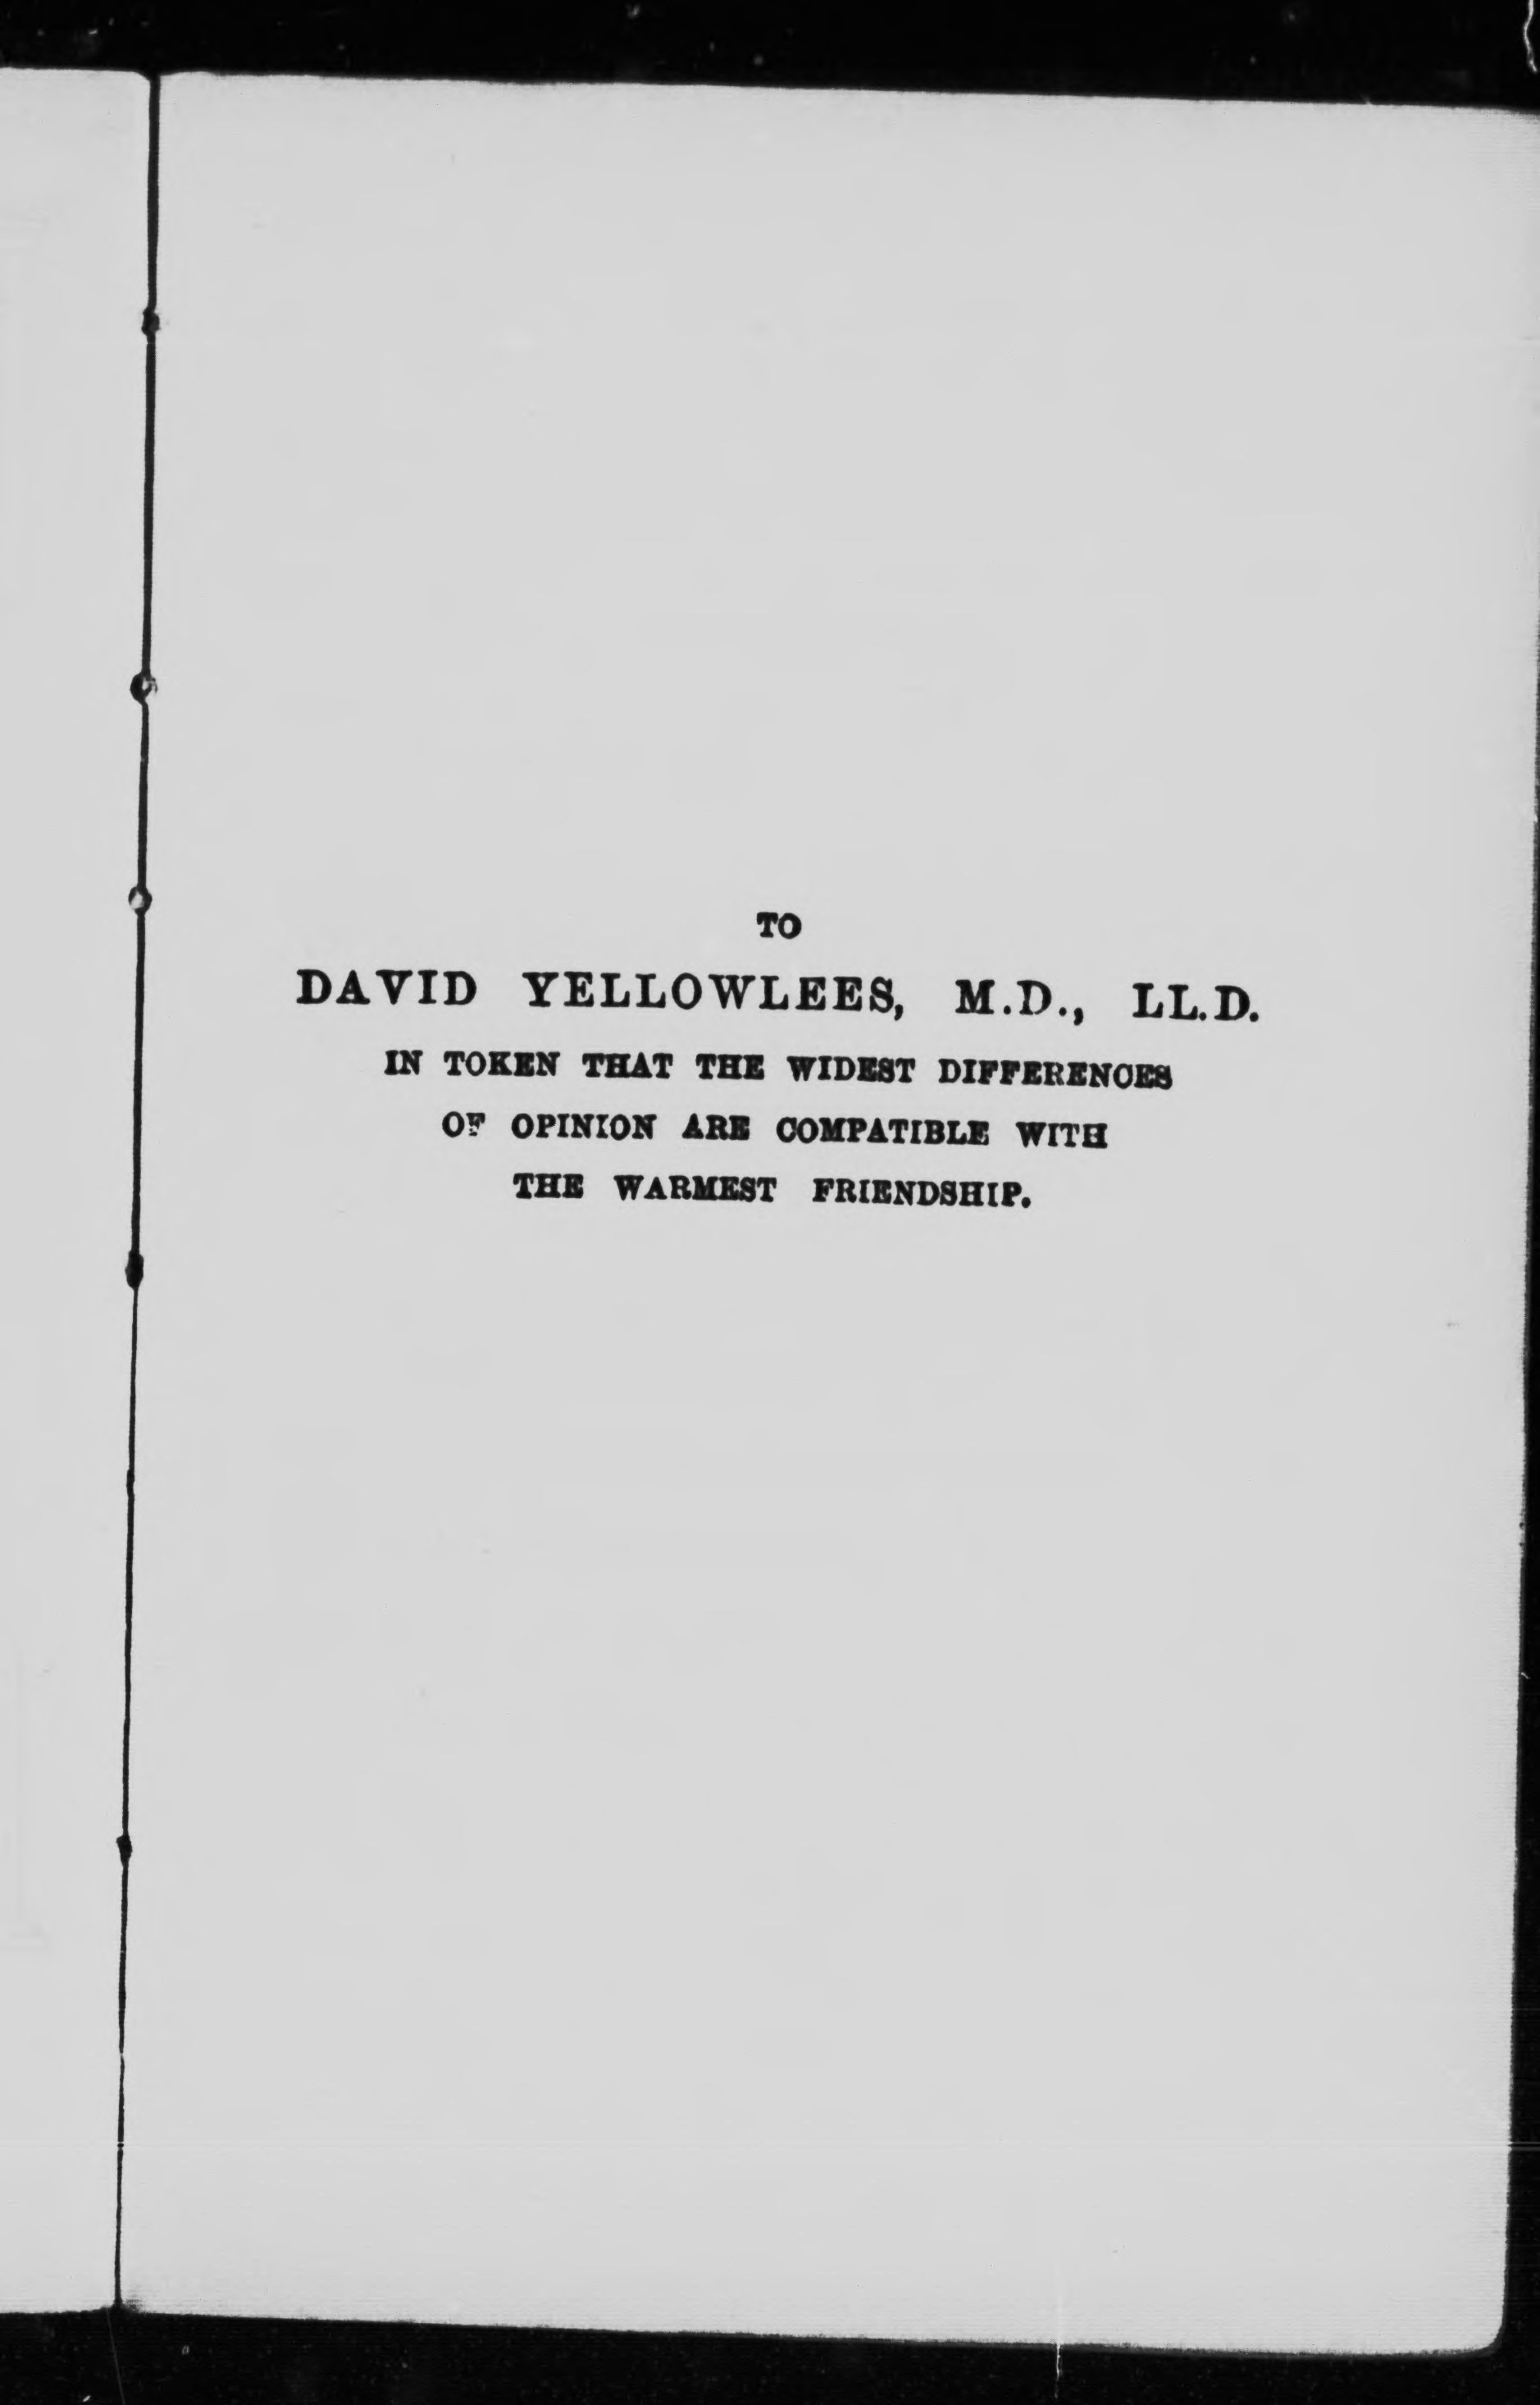 TO
DAVID YELLOWLEES, M.D., LL.D.
IN TOKEN THAT THE WIDEST DIFFERENCES
OF OPINION ARE COMPATIBLE WITH
THE WARMEST FRIENDSHIP.